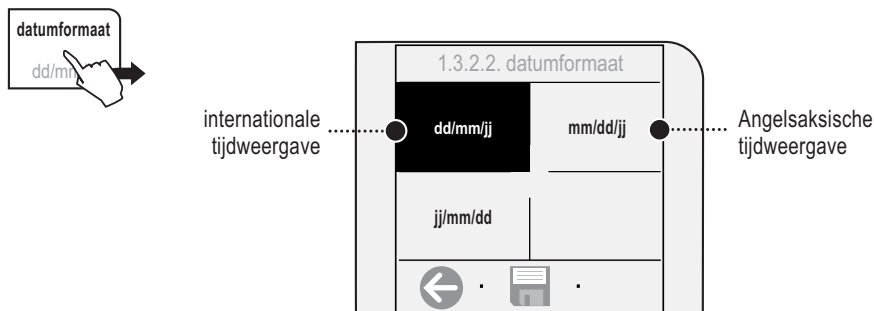 datumformaat
dd/mm
1.3.2.2. datumformaat
internationale
tijdweergave
dd/mm/jj
mm/dd/jj
Angelsaksische
tijdweergave
jj/mm/dd